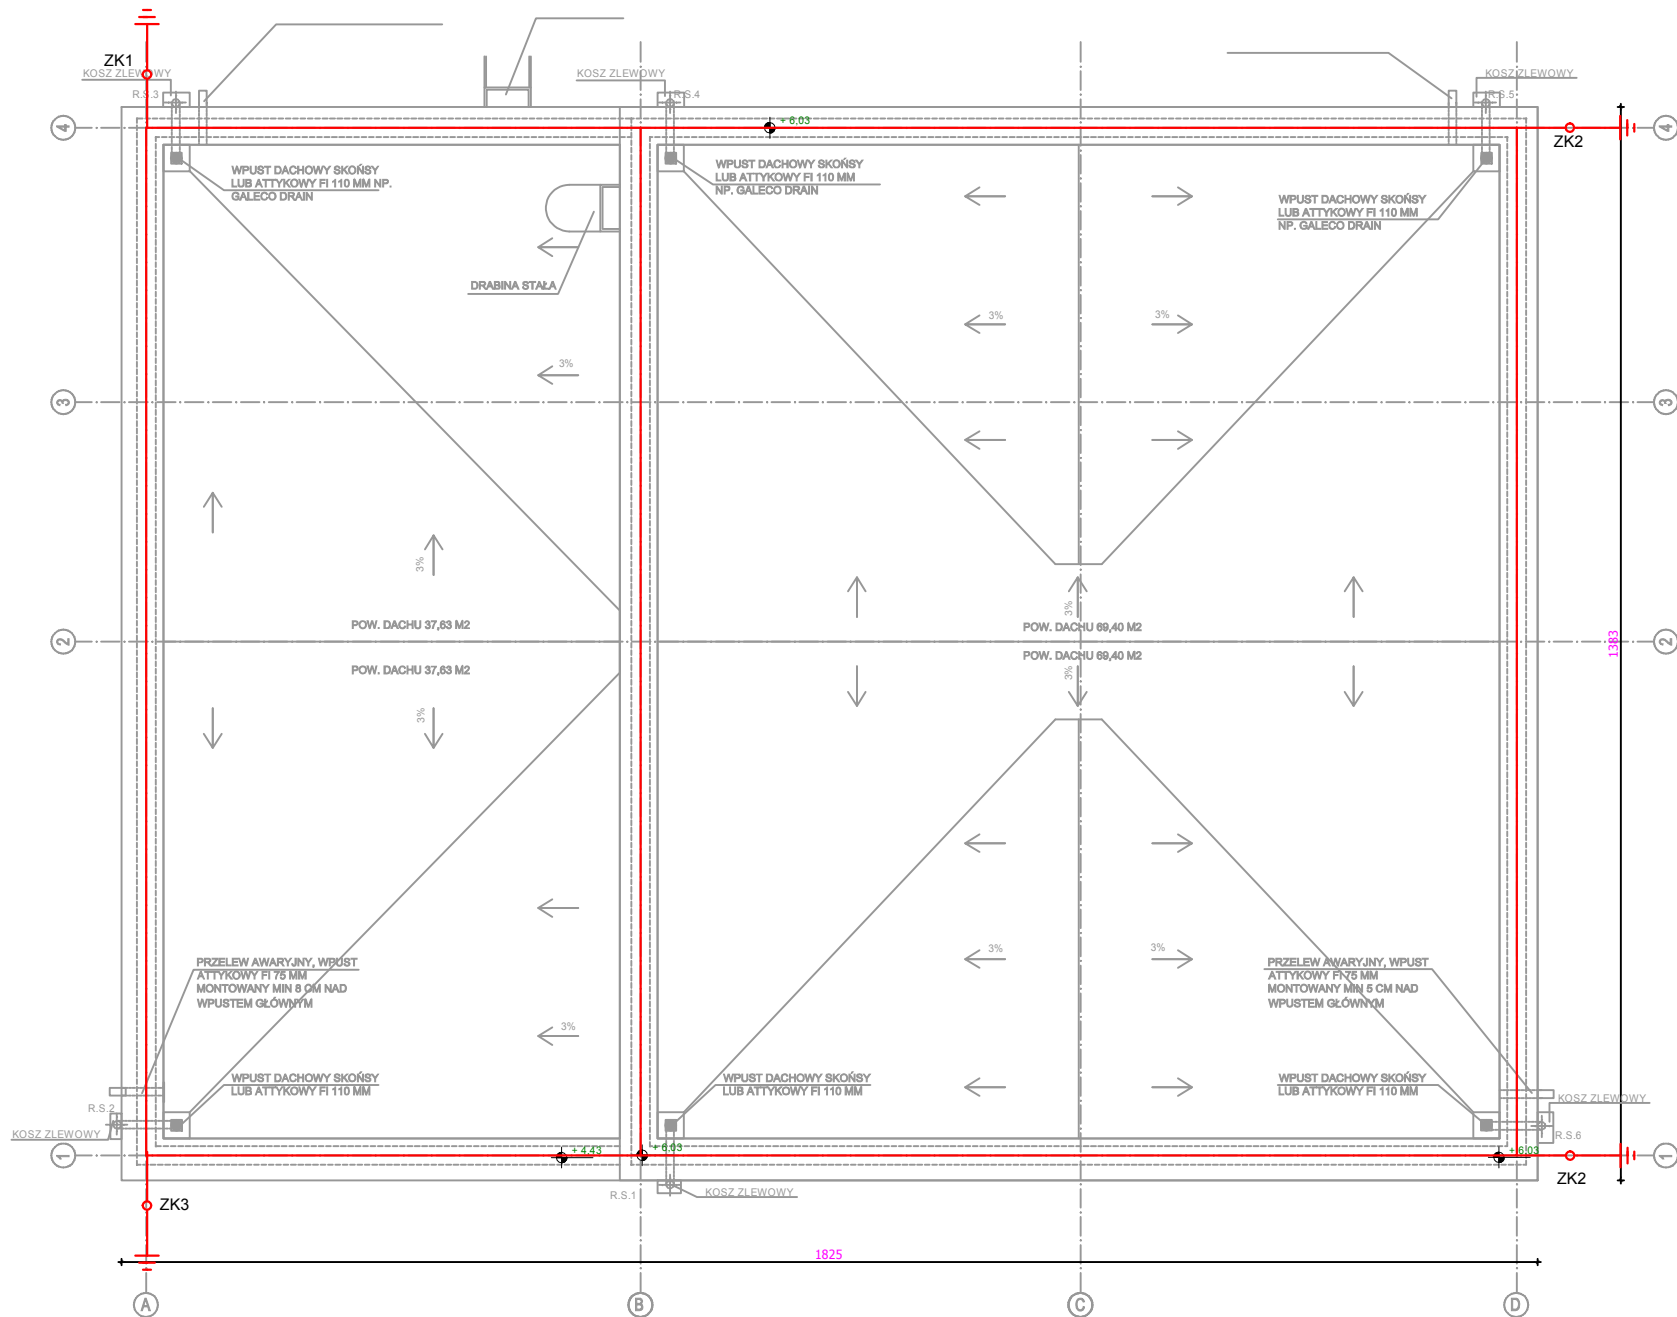 ZK1
KOSZ ZLEWOWY
R.S.3
KOSZ ZLEWOWY
R.S.4
KOSZ ZLEWOWY
R.S.5
4
+ 6,03
4
ZK2
WPUST DACHOWY SKOŃSY
LUB ATTYKOWY FI 110 MM NP.
GALECO DRAIN
WPUST DACHOWY SKOŃSY
LUB ATTYKOWY FI 110 MM
NP. GALECO DRAIN
WPUST DACHOWY SKOŃSY
LUB ATTYKOWY FI 110 MM
NP. GALECO DRAIN
DRABINA STAŁA
3%
3%
3%
3
3
3%
3%
POW. DACHU 37,63 M2
POW. DACHU 69,40 M2
2
2
1383
POW. DACHU 37,63 M2
POW. DACHU 69,40 M2
3%
3%
3%
3%
PRZELEW AWARYJNY, WPUST
ATTYKOWY FI 75 MM
MONTOWANY MIN 8 CM NAD
WPUSTEM GŁÓWNYM
PRZELEW AWARYJNY, WPUST
ATTYKOWY FI 75 MM
MONTOWANY MIN 5 CM NAD
WPUSTEM GŁÓWNYM
3%
WPUST DACHOWY SKOŃSY
LUB ATTYKOWY FI 110 MM
WPUST DACHOWY SKOŃSY
LUB ATTYKOWY FI 110 MM
WPUST DACHOWY SKOŃSY
LUB ATTYKOWY FI 110 MM
R.S.2
KOSZ ZLEWOWY
KOSZ ZLEWOWY
R.S.6
1
+ 4,43
+ 6,03
+ 6,03
1
ZK2
R.S.1
KOSZ ZLEWOWY
ZK3
1825
A
B
C
D